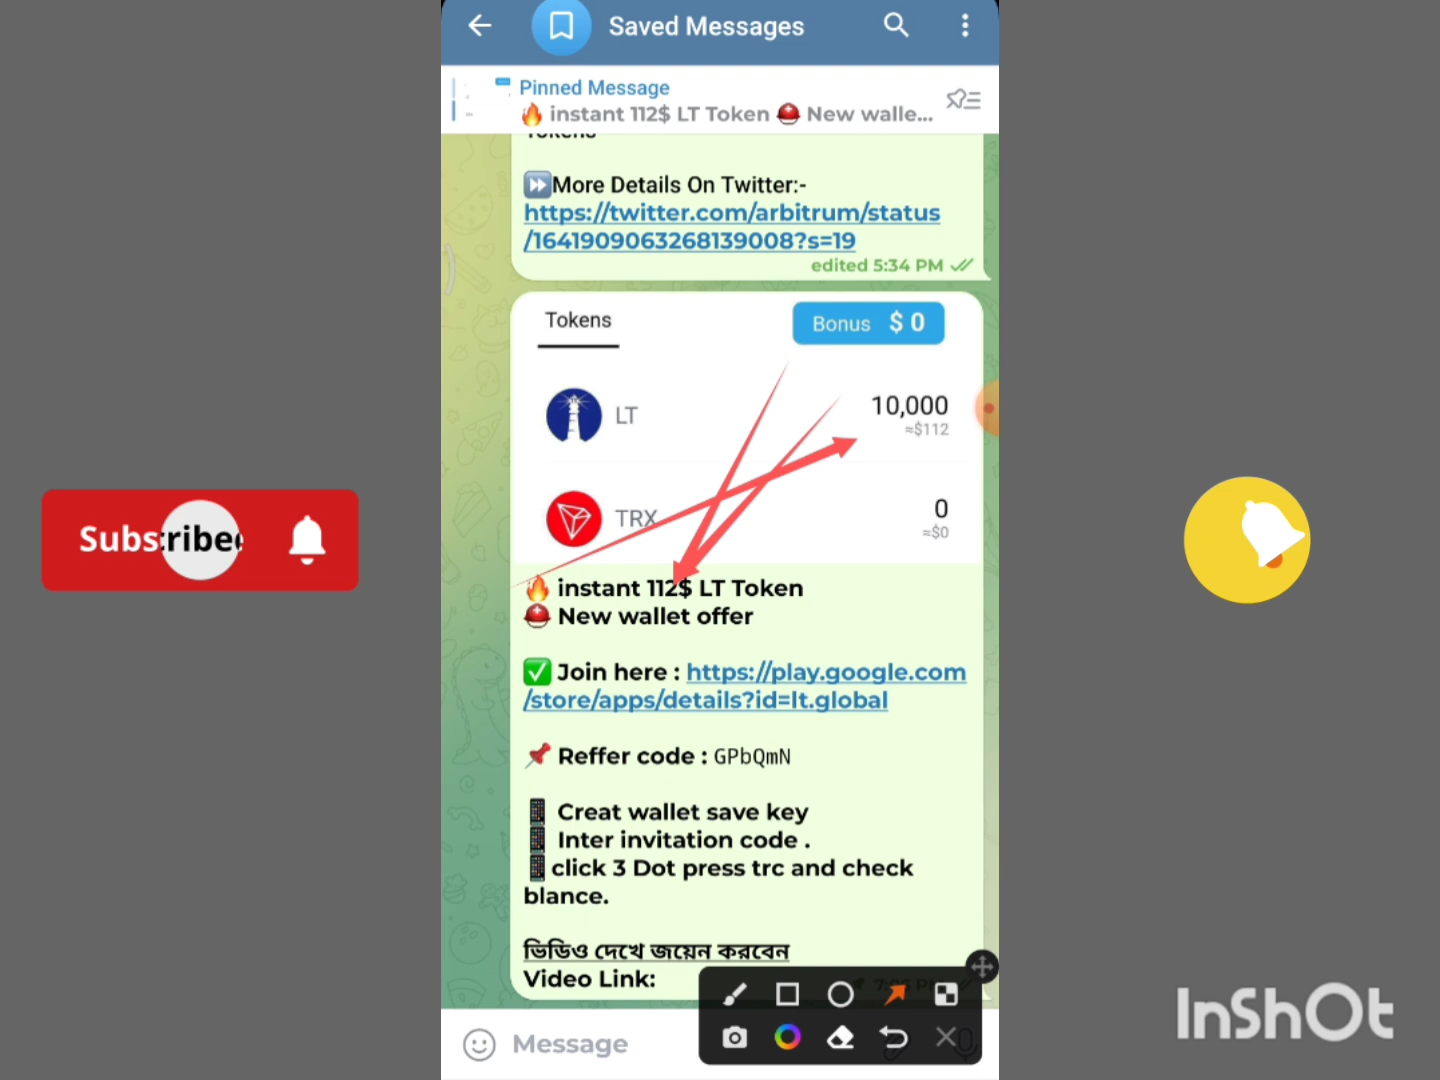 Saved Messages
Pinned Message
🔥 instant 112$ LT Token ⛑️ New walle...
Tokens
⏩More Details On Twitter:-
https://twitter.com/arbitrum/status
/1641909063268139008?s=19
edited 5:34 PM
Tokens
Bonus $ 0
LT
10,000
≈$112
TRX
0
≈$0
🔥 instant 112$ LT Token
⛑️ New wallet offer
✅ Join here : https://play.google.com
/store/apps/details?id=lt.global
📌 Reffer code : GPbQmN
📱 Creat wallet save key
📱 Inter invitation code .
📱click 3 Dot press trc and check
blance.
ভিডিও দেখে জয়েন করবেন
Video Link:
Message
InShOt